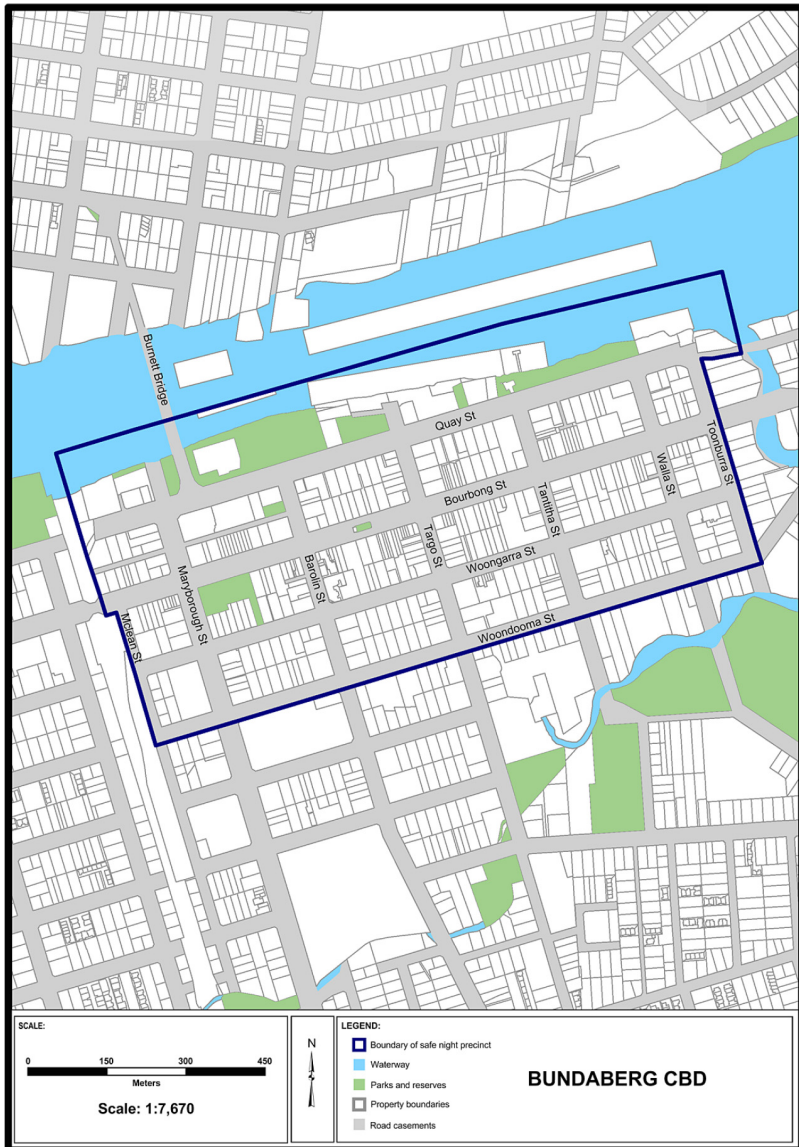 Burnett Bridge
Quay St
Bourbong St
Toonburra St
Walla St
Tantitha St
Targo St
Woongarra St
Barolin St
Maryborough St
Woondooma St
Mclean St
SCALE:
0 150 300 450
Meters
Scale: 1:7,670
N
LEGEND:
Boundary of safe night precinct
Waterway
Parks and reserves
Property boundaries
Road casements
BUNDABERG CBD